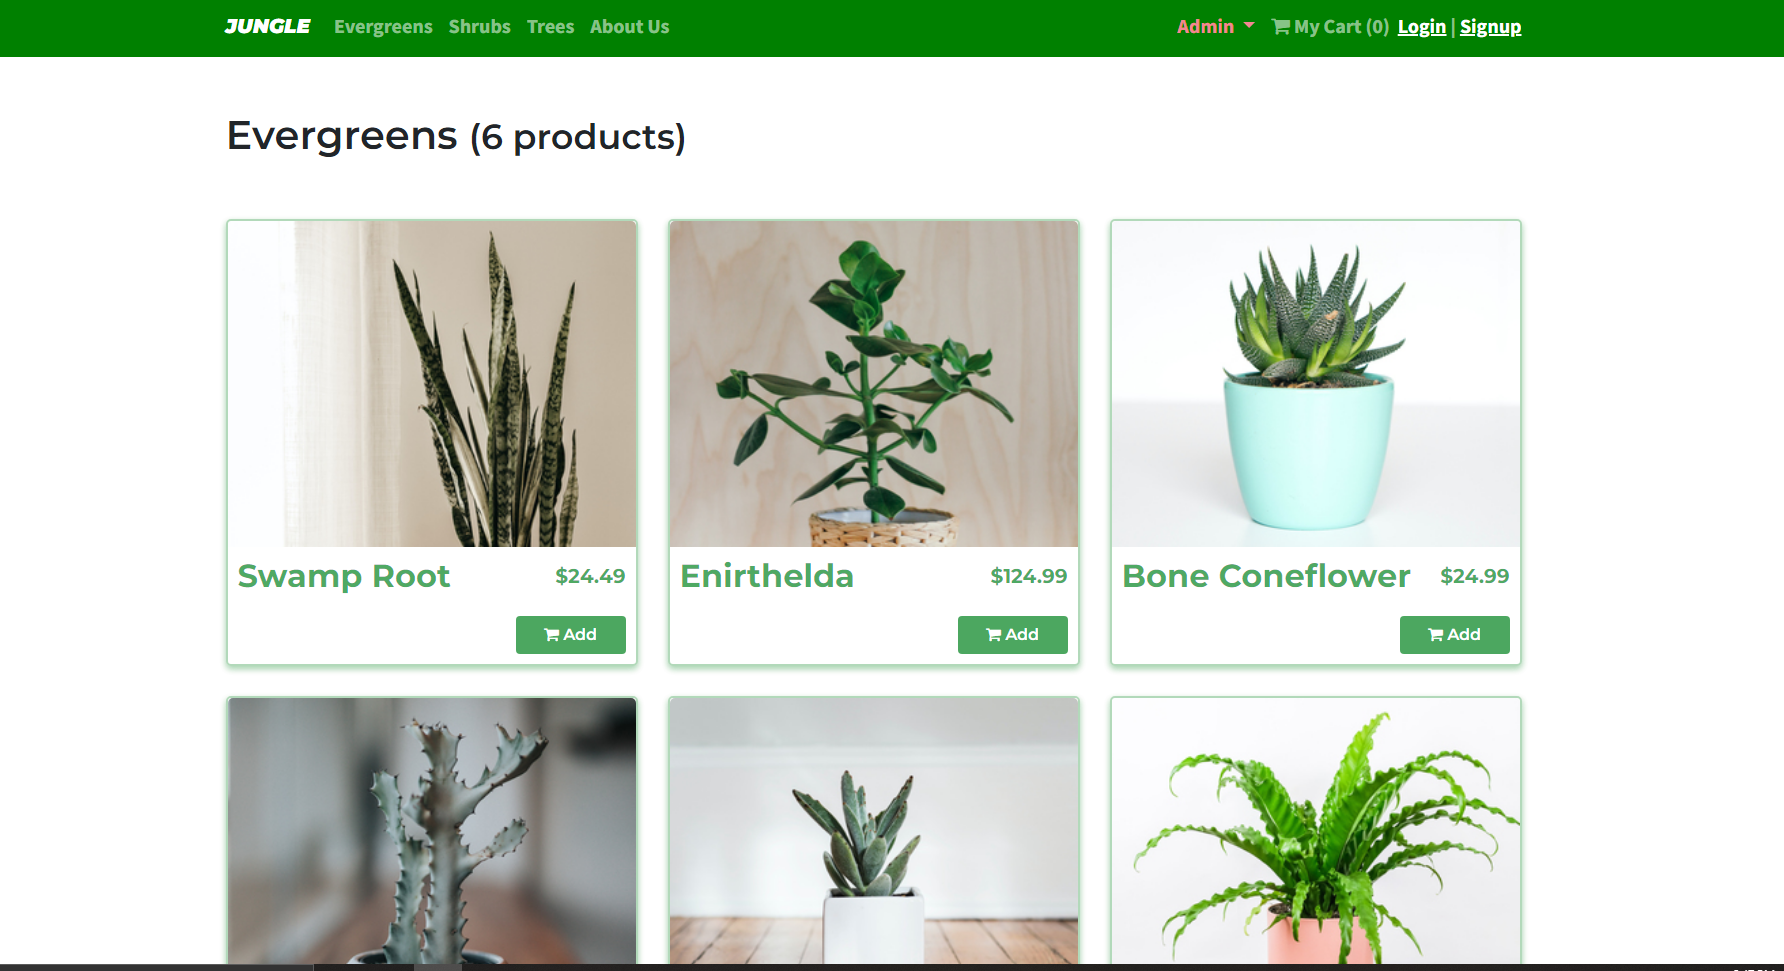 JUNGLE Evergreens Shrubs Trees About Us Admin My Cart (0) Login | Signup
Evergreens (6 products)
Swamp Root $24.49
Add
Enirthelda $124.99
Add
Bone Coneflower $24.99
Add